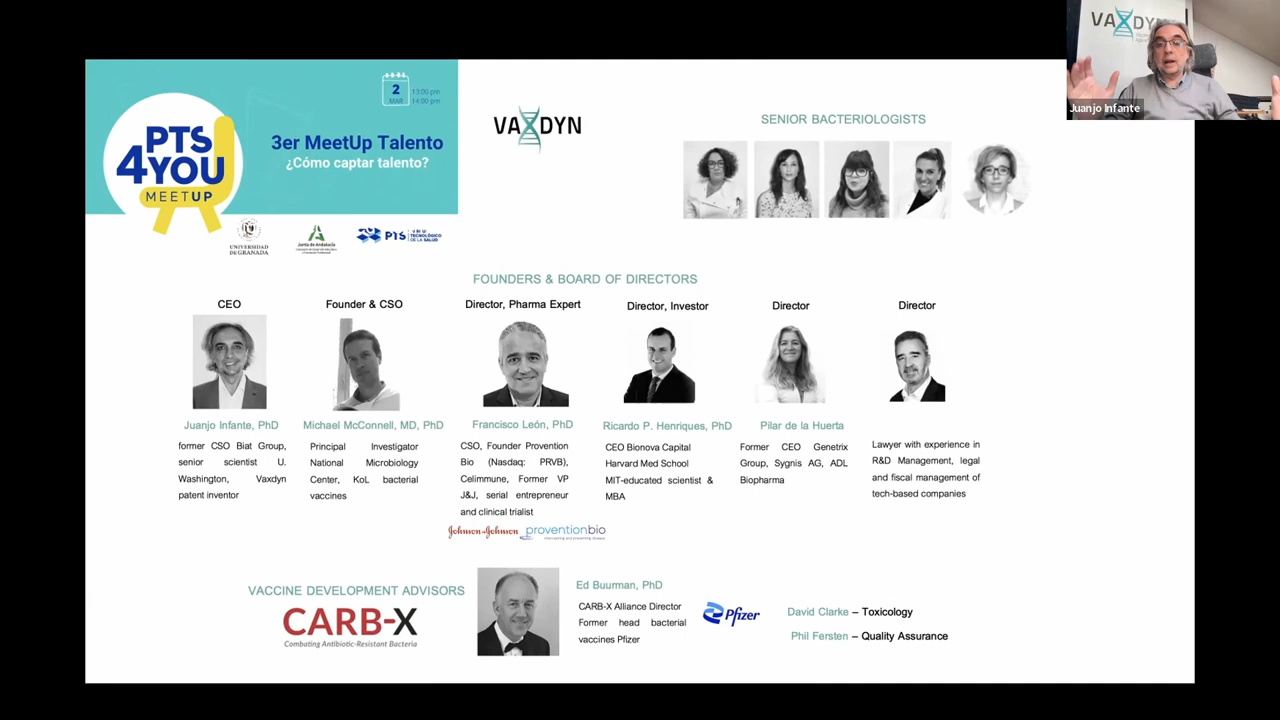 2
MAR
13:00 pm
14:00 pm
PTS
4YOU
MEETUP
3er MeetUp Talento
¿Cómo captar talento?
UNIVERSIDAD
DE GRANADA
Junta de Andalucía
PTS
TECNOLÓGICO
DE LA SALUD
VAXDYN
SENIOR BACTERIOLOGISTS
VAXDYN
Juanjo Infante
FOUNDERS & BOARD OF DIRECTORS
CEO
Juanjo Infante, PhD
former CSO Biat Group,
senior scientist U.
Washington, Vaxdyn
patent inventor
Founder & CSO
Michael McConnell, MD, PhD
Principal Investigator
National Microbiology
Center, KoL bacterial
vaccines
Director, Pharma Expert
Francisco León, PhD
CSO, Founder Provention
Bio (Nasdaq: PRVB),
Celimmune, Former VP
J&J, serial entrepreneur
and clinical trialist
Johnson & Johnson
proventionbio
Director, Investor
Ricardo P. Henriques, PhD
CEO Bionova Capital
Harvard Med School
MIT-educated scientist &
MBA
Director
Pilar de la Huerta
Former CEO Genetrix
Group, Sygnis AG, ADL
Biopharma
Director
Lawyer with experience in
R&D Management, legal
and fiscal management of
tech-based companies
VACCINE DEVELOPMENT ADVISORS
CARB-X
Combating Antibiotic-Resistant Bacteria
Ed Buurman, PhD
CARB-X Alliance Director
Former head bacterial
vaccines Pfizer
Pfizer
David Clarke – Toxicology
Phil Fersten – Quality Assurance